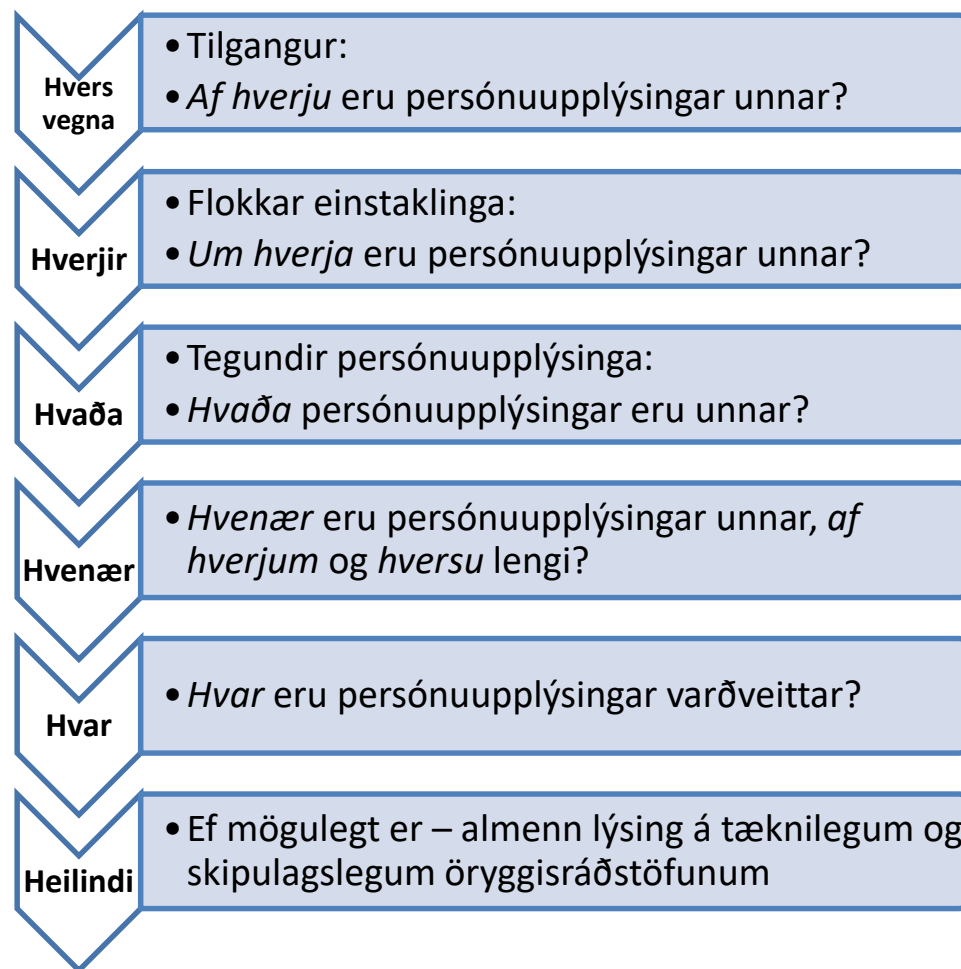 Hvers
vegna
• Tilgangur:
• Af hverju eru persónuupplýsingar unnar?
Hverjir
• Flokkar einstaklinga:
• Um hverja eru persónuupplýsingar unnar?
Hvaða
• Tegundir persónuupplýsinga:
• Hvaða persónuupplýsingar eru unnar?
Hvenær
• Hvenær eru persónuupplýsingar unnar, af
hverjum og hversu lengi?
Hvar
• Hvar eru persónuupplýsingar varðveittar?
Heilindi
• Ef mögulegt er – almenn lýsing á tæknilegum og
skipulagslegum öryggisráðstöfunum